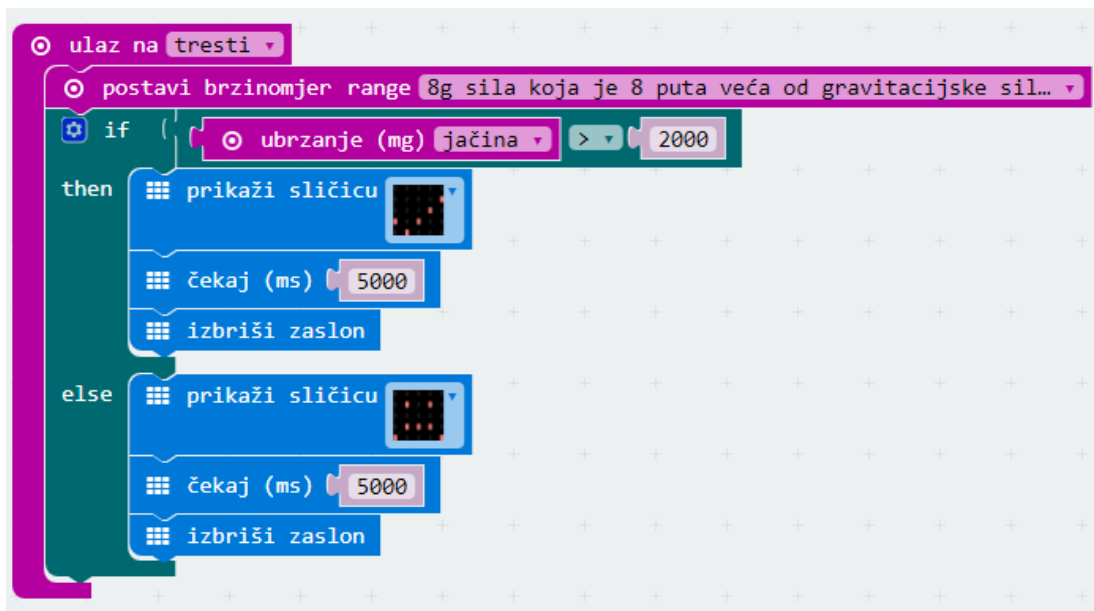 ulaz na tresti
postavi brzinomjer range 8g sila koja je 8 puta veća od gravitacijske sil…
if ubrzanje (mg) jačina > 2000
then prikaži sličicu
čekaj (ms) 5000
izbriši zaslon
else prikaži sličicu
čekaj (ms) 5000
izbriši zaslon